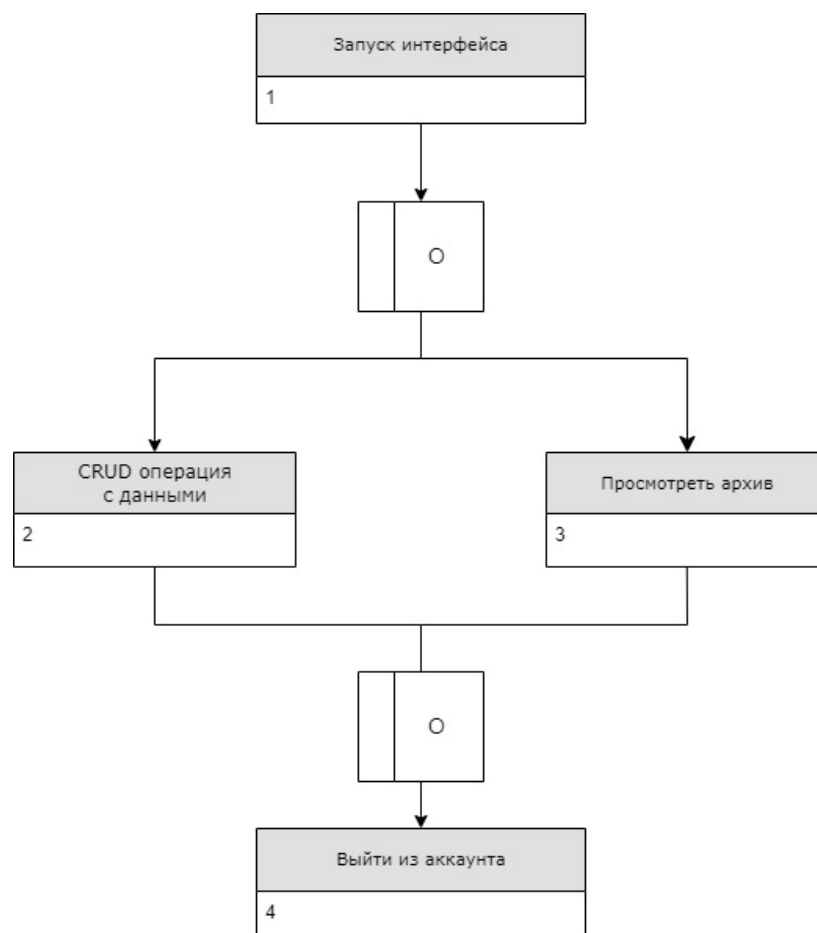 Запуск интерфейса
1
О
CRUD операция
с данными
2
Просмотреть архив
3
О
Выйти из аккаунта
4